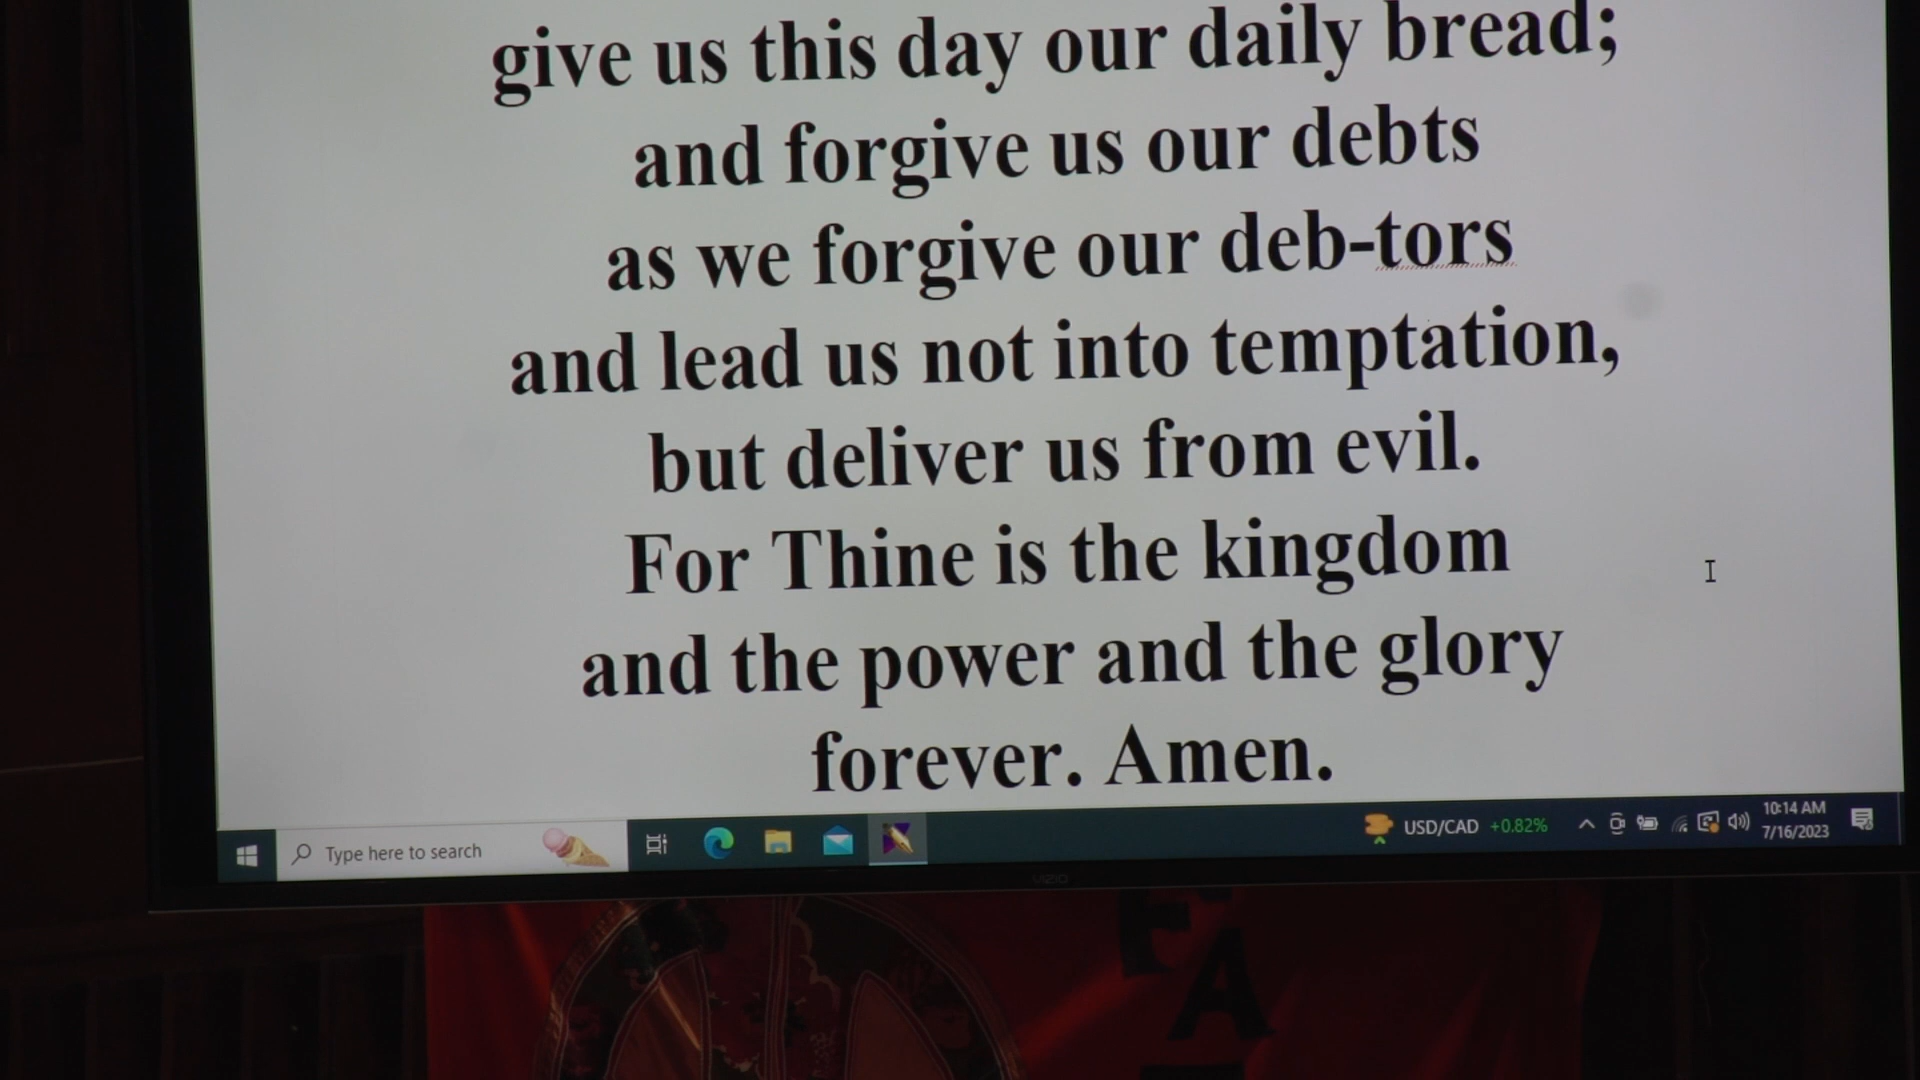 give us this day our daily bread;
and forgive us our debts
as we forgive our deb-tors
and lead us not into temptation,
but deliver us from evil.
For Thine is the kingdom
and the power and the glory
forever. Amen.
Type here to search
USD/CAD +0.82%
10:14 AM
7/16/2023
VIZIO